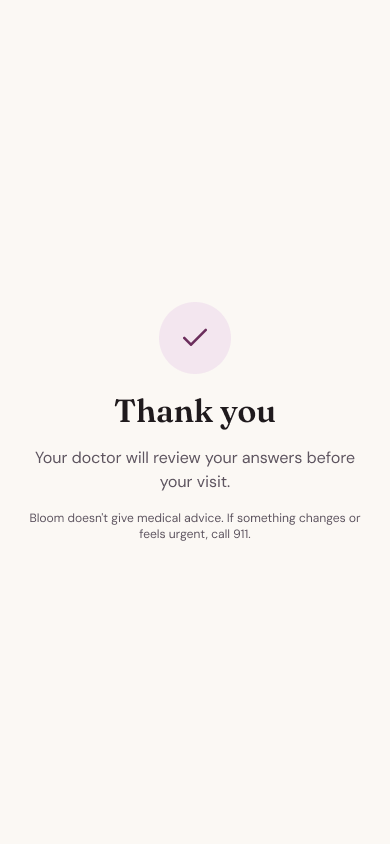 Thank you
Your doctor will review your answers before
your visit.
Bloom doesn't give medical advice. If something changes or
feels urgent, call 911.